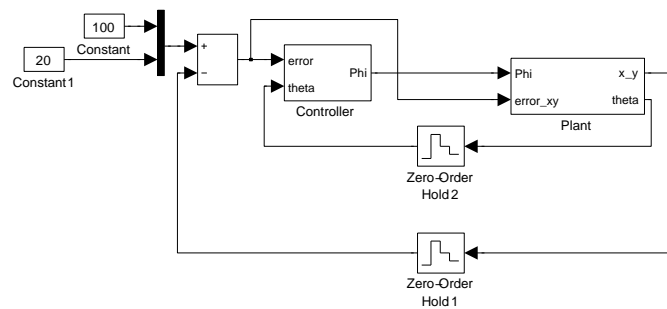 100
Constant
20
Constant1
+
−
error
theta
Phi
Controller
Phi
error_xy
x_y
theta
Plant
Zero-Order
Hold2
Zero-Order
Hold1